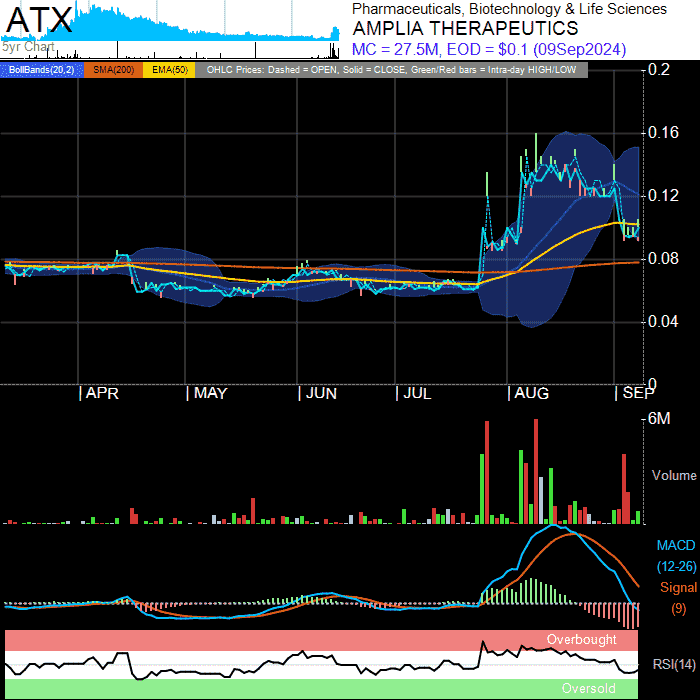 ATX
5yr Chart
Pharmaceuticals, Biotechnology & Life Sciences
AMPLIA THERAPEUTICS
MC = 27.5M, EOD = $0.1 (09Sep2024)
BollBands(20,2) SMA(200) EMA(50) OHLC Prices: Dashed = OPEN, Solid = CLOSE, Green/Red bars = Intra-day HIGH/LOW
0.2
0.16
0.12
0.08
0.04
0
APR MAY JUN JUL AUG SEP
6M
Volume
MACD
(12-26)
Signal
(9)
Overbought
RSI(14)
Oversold